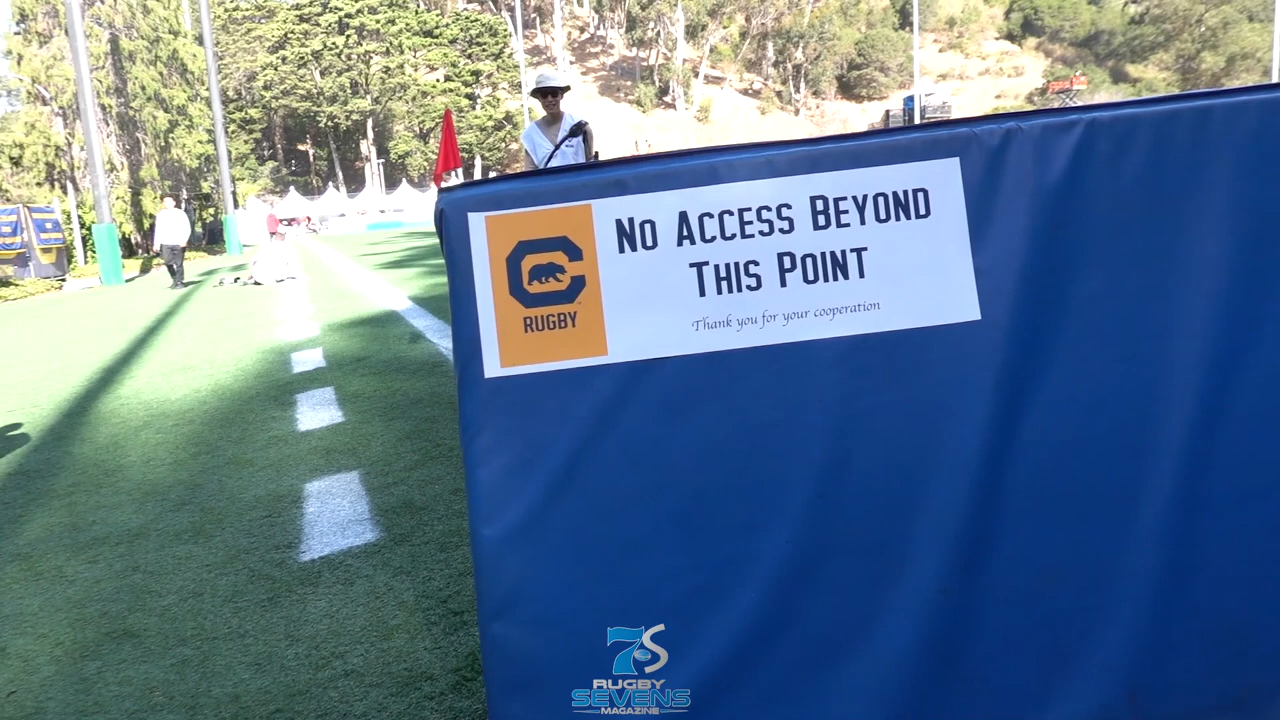 No Access Beyond
This Point
Thank you for your cooperation
C
RUGBY
7S
RUGBY
SEVENS
MAGAZINE